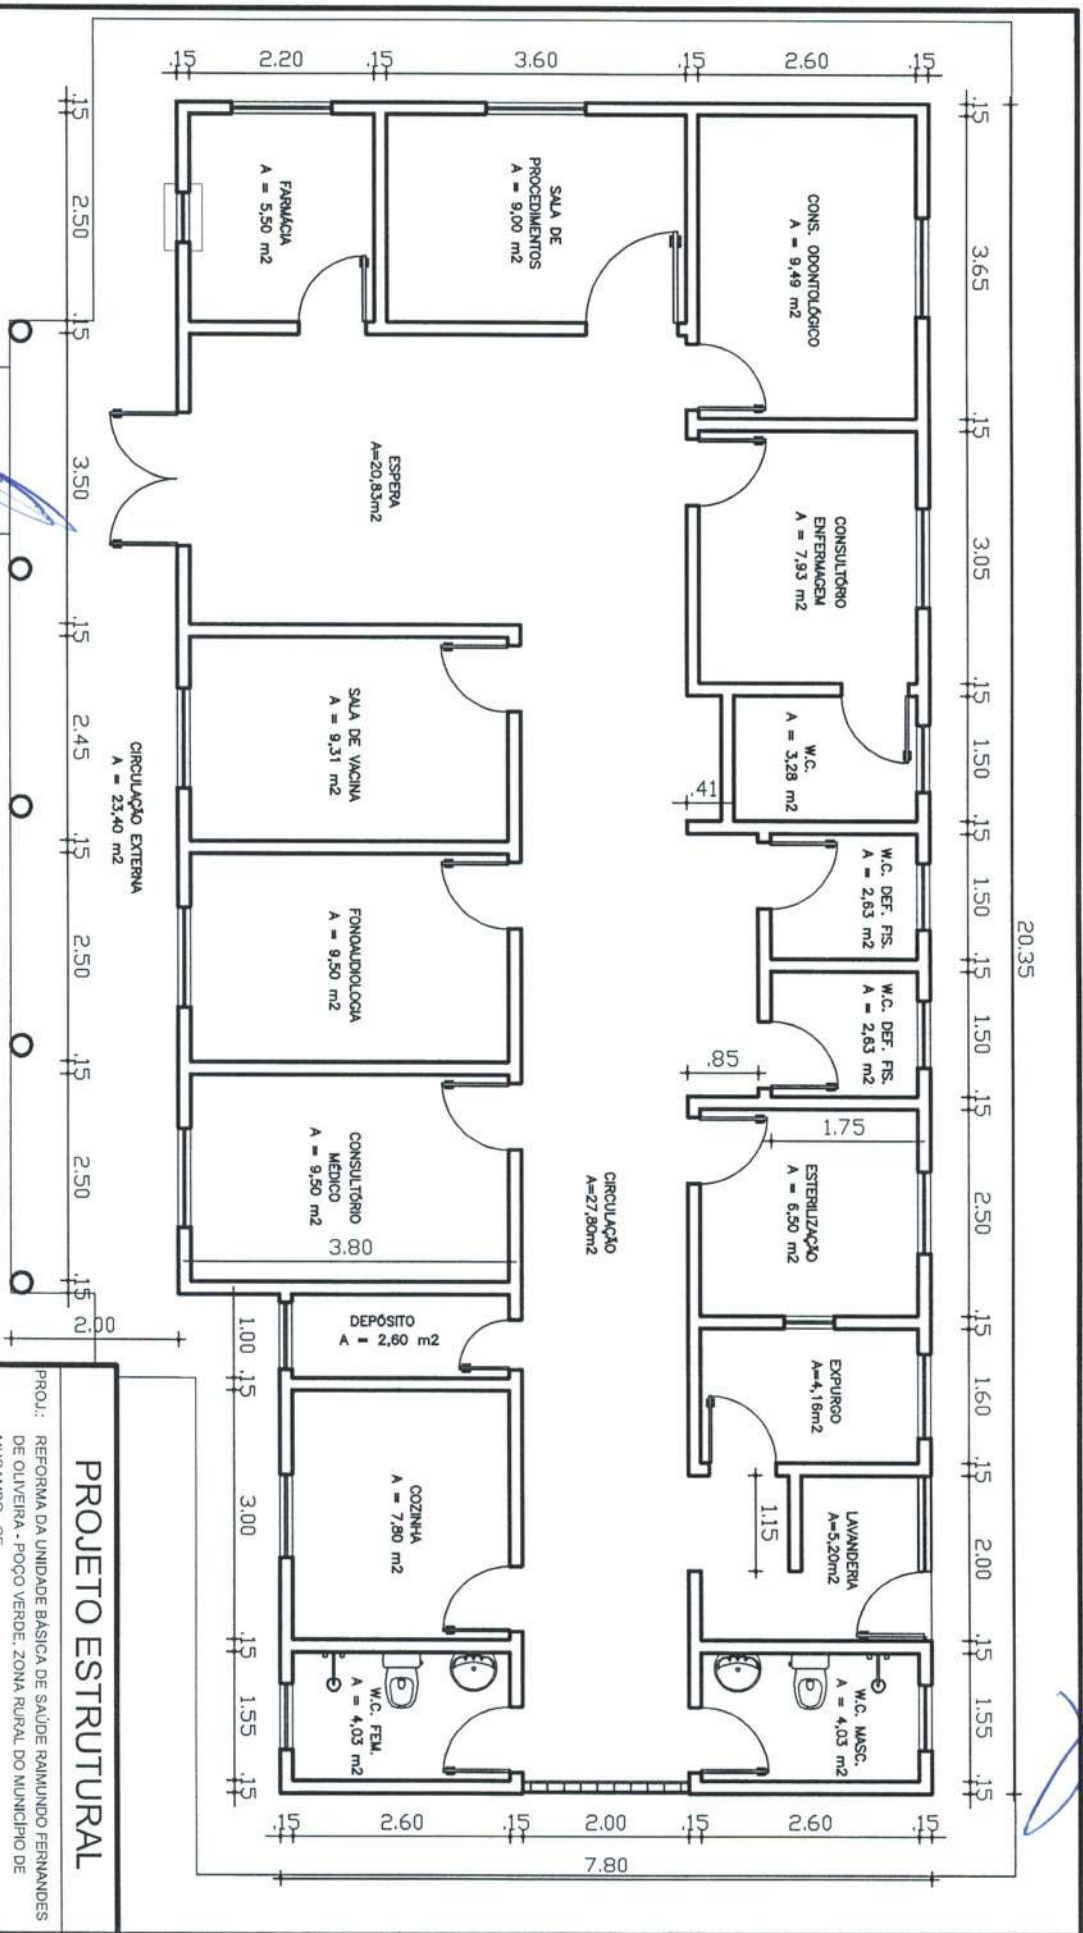 .15
2.20
.15
3.60
.15
2.60
.15
.15
3.65
.15
3.05
.15
1.50
.15
1.50
.15
1.50
.15
2.50
.15
1.60
.15
2.00
.15
1.55
.15
20.35
.15
2.50
.15
3.50
.15
2.45
.15
2.50
.15
2.50
.15
2.00
1.00
.15
3.00
.15
1.55
.15
.15
2.60
.15
2.00
.15
2.60
.15
7.80
CONS. ODONTOLÓGICO
A = 9,49 m2
SALA DE
PROCEDIMENTOS
A = 9,00 m2
FARMÁCIA
A = 5,50 m2
CONSULTÓRIO
ENFERMAGEM
A = 7,93 m2
ESPERA
A=20,83m2
W.C.
A = 3,28 m2
.41
SALA DE VACINA
A = 9,31 m2
CIRCULAÇÃO EXTERNA
A = 23,40 m2
W.C. DEF. FIS.
A = 2,63 m2
W.C. DEF. FIS.
A = 2,63 m2
.85
FONOAUDIOLOGIA
A = 9,50 m2
1.75
ESTERILIZAÇÃO
A = 6,50 m2
CIRCULAÇÃO
A=27,80m2
CONSULTÓRIO
MÉDICO
A = 9,50 m2
3.80
EXPURGO
A=4,16m2
DEPÓSITO
A = 2,60 m2
LAVANDERIA
A=5,20m2
1.15
COZINHA
A = 7,80 m2
W.C. MASC.
A = 4,03 m2
W.C. FEM.
A = 4,03 m2
PROJETO ESTRUTURAL
PROJ.: REFORMA DA UNIDADE BÁSICA DE SAÚDE RAIMUNDO FERNANDES
DE OLIVEIRA - POÇO VERDE, ZONA RURAL DO MUNICÍPIO DE